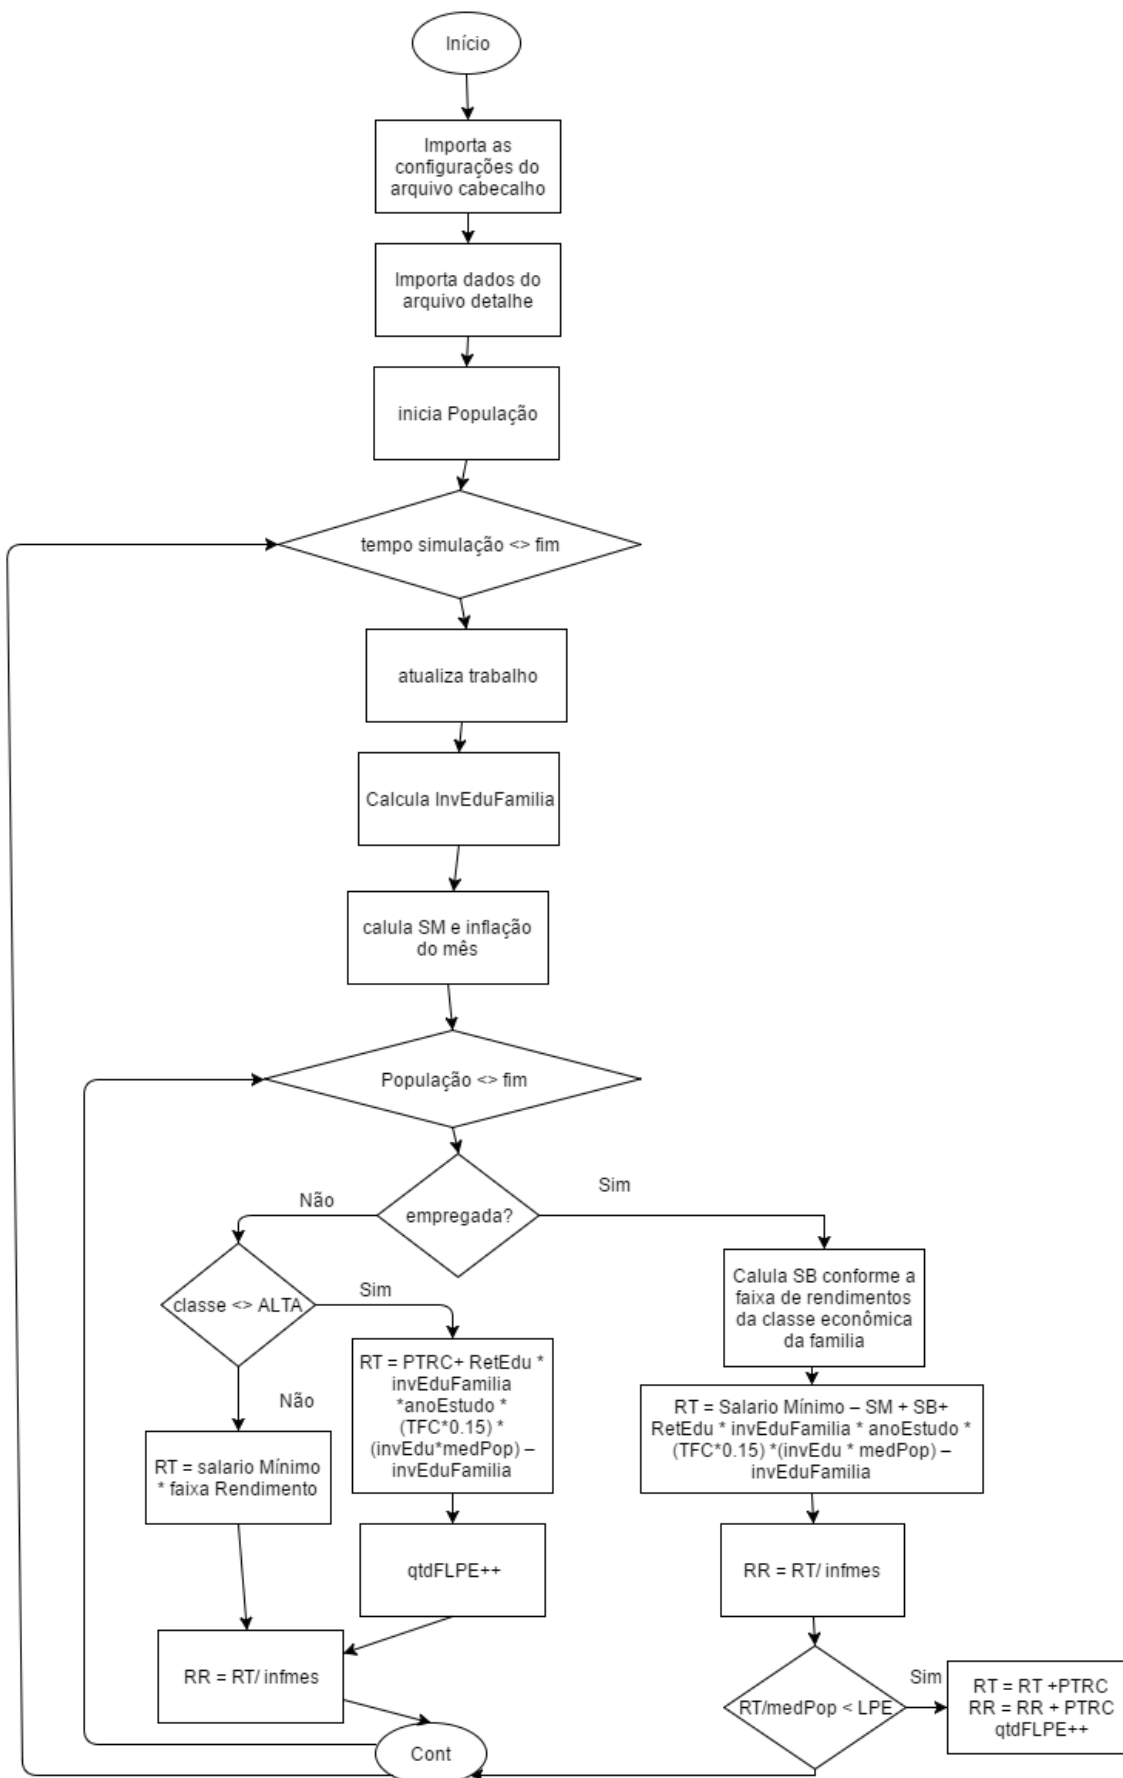 Início
Importa as
configurações do
arquivo cabecalho
Importa dados do
arquivo detalhe
inicia População
tempo simulação <> fim
atualiza trabalho
Calcula InvEduFamilia
calula SM e inflação
do mês
População <> fim
empregada?
Não
Sim
classe <> ALTA
Sim
Não
Calula SB conforme a
faixa de rendimentos
da classe econômica
da familia
RT = PTRC+ RetEdu *
invEduFamilia
*anoEstudo *
(TFC*0.15) *
(invEdu*medPop) –
invEduFamilia
RT = Salario Mínimo – SM + SB+
RetEdu * invEduFamilia * anoEstudo *
(TFC*0.15) *(invEdu * medPop) –
invEduFamilia
RT = salario Mínimo
* faixa Rendimento
qtdFLPE++
RR = RT/ infmes
RR = RT/ infmes
RT/medPop < LPE
Sim
RT = RT +PTRC
RR = RR + PTRC
qtdFLPE++
Cont